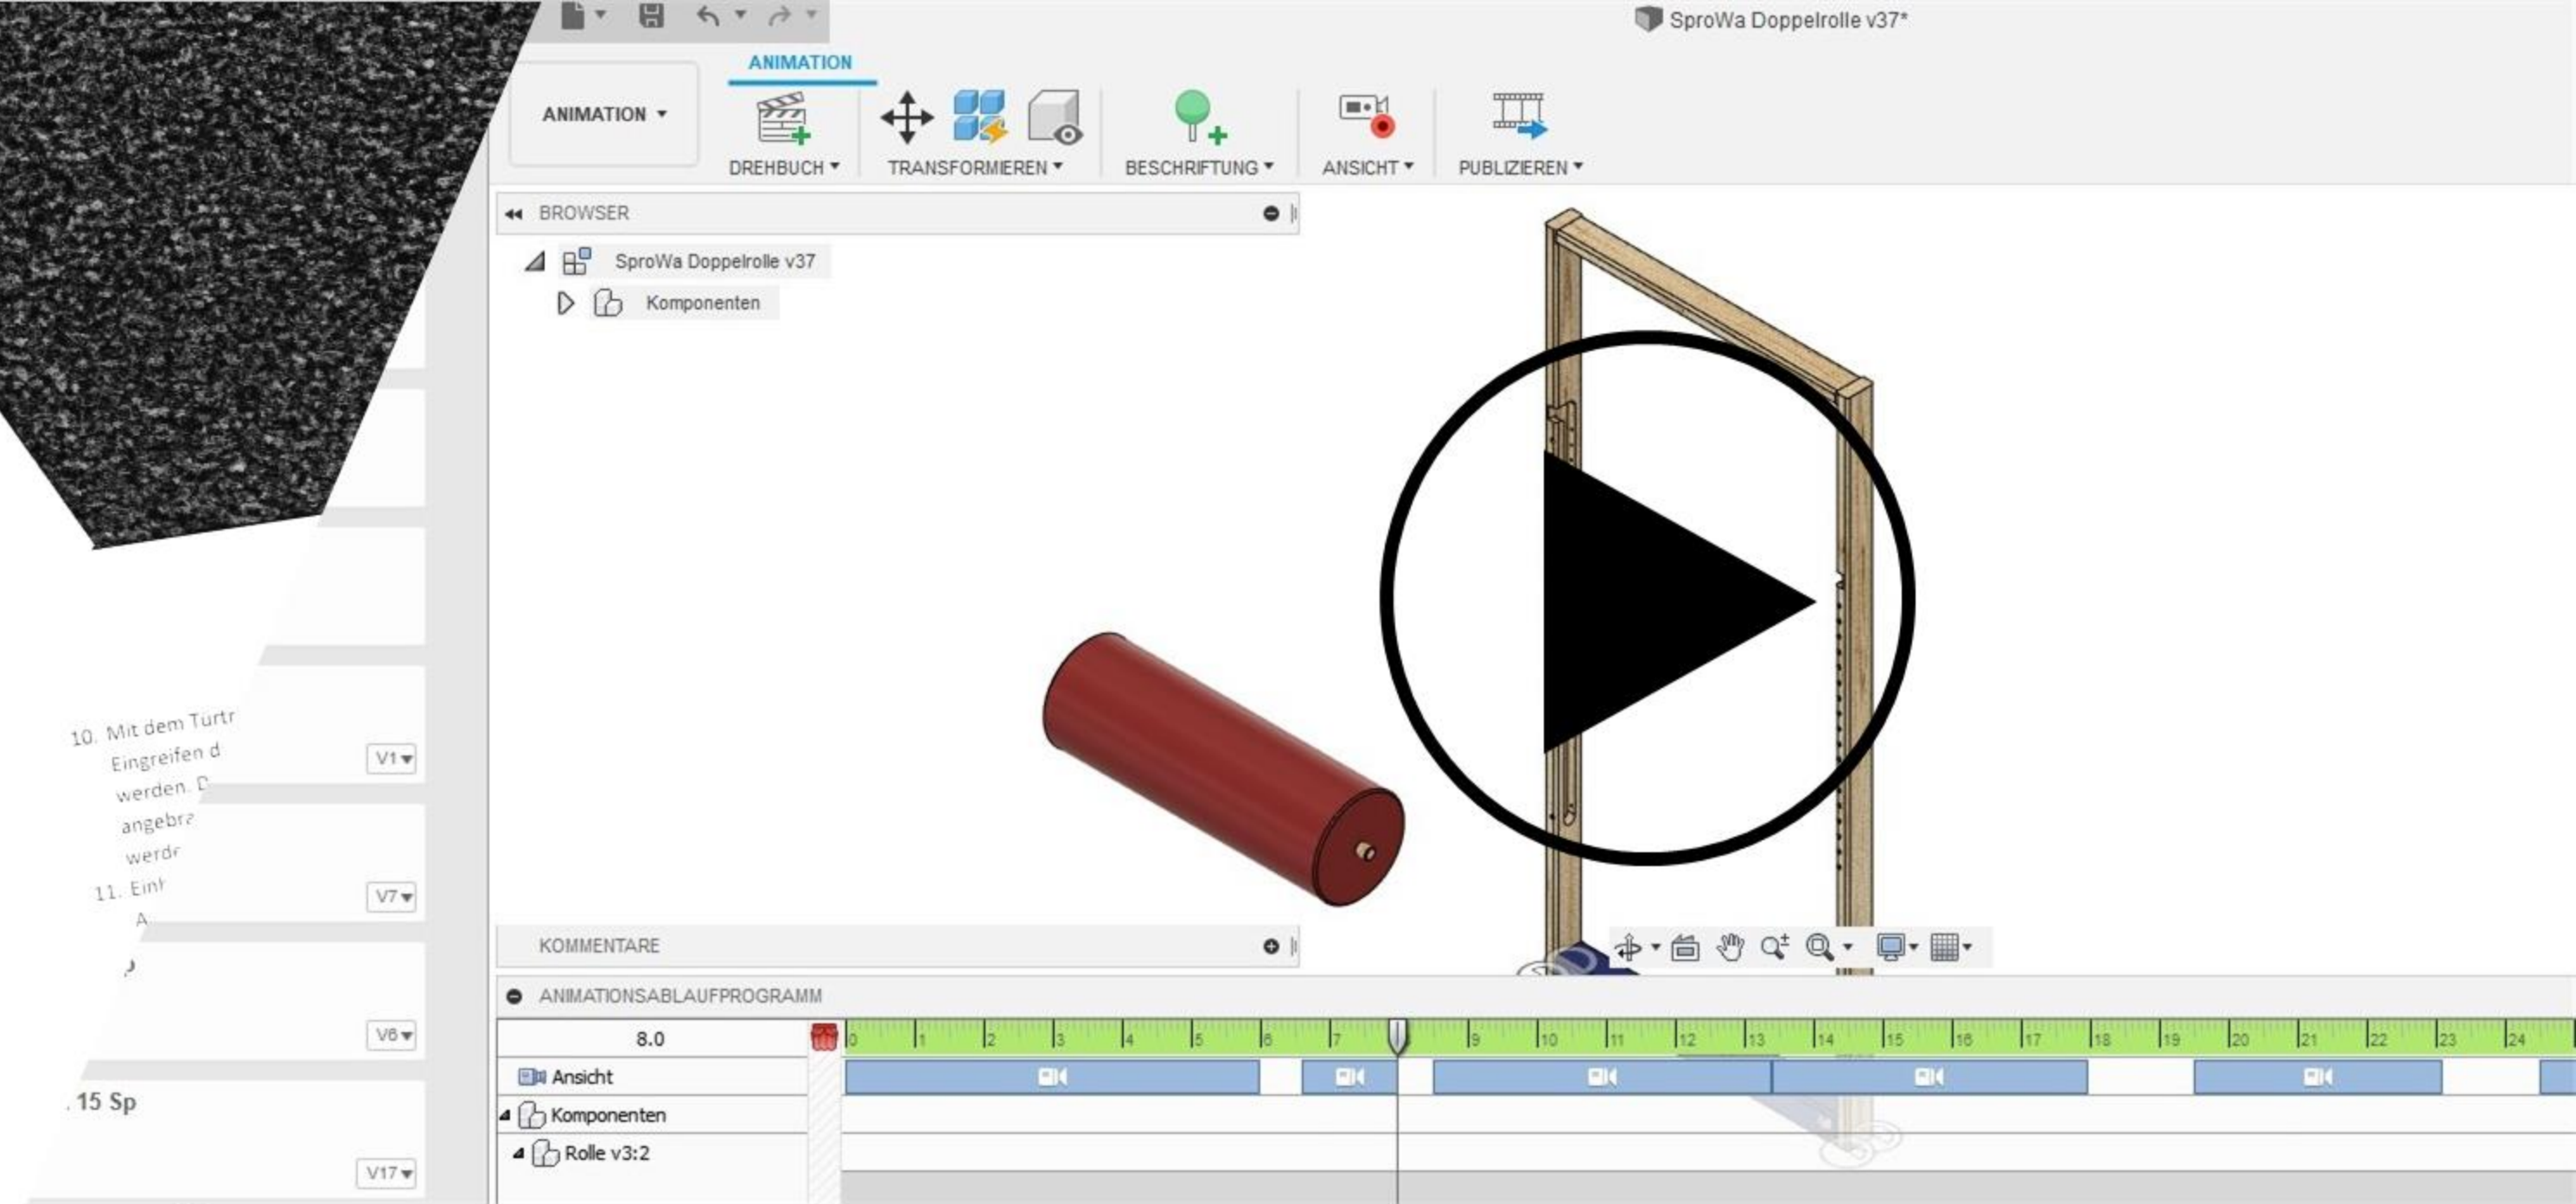 SproWa Doppelrolle v37*
ANIMATION
ANIMATION
DREHBUCH
TRANSFORMIEREN
BESCHRIFTUNG
ANSICHT
PUBLIZIEREN
BROWSER
SproWa Doppelrolle v37
Komponenten
10. Mit dem Türtr
Eingreifen d
werden. D
angebra
werde
11. Einh
A
15 Sp
V1
V7
V6
V17
KOMMENTARE
ANIMATIONSABLAUFPROGRAMM
8.0
0 1 2 3 4 5 6 7 9 10 11 12 13 14 15 16 17 18 19 20 21 22 23 24
Ansicht
Komponenten
Rolle v3:2